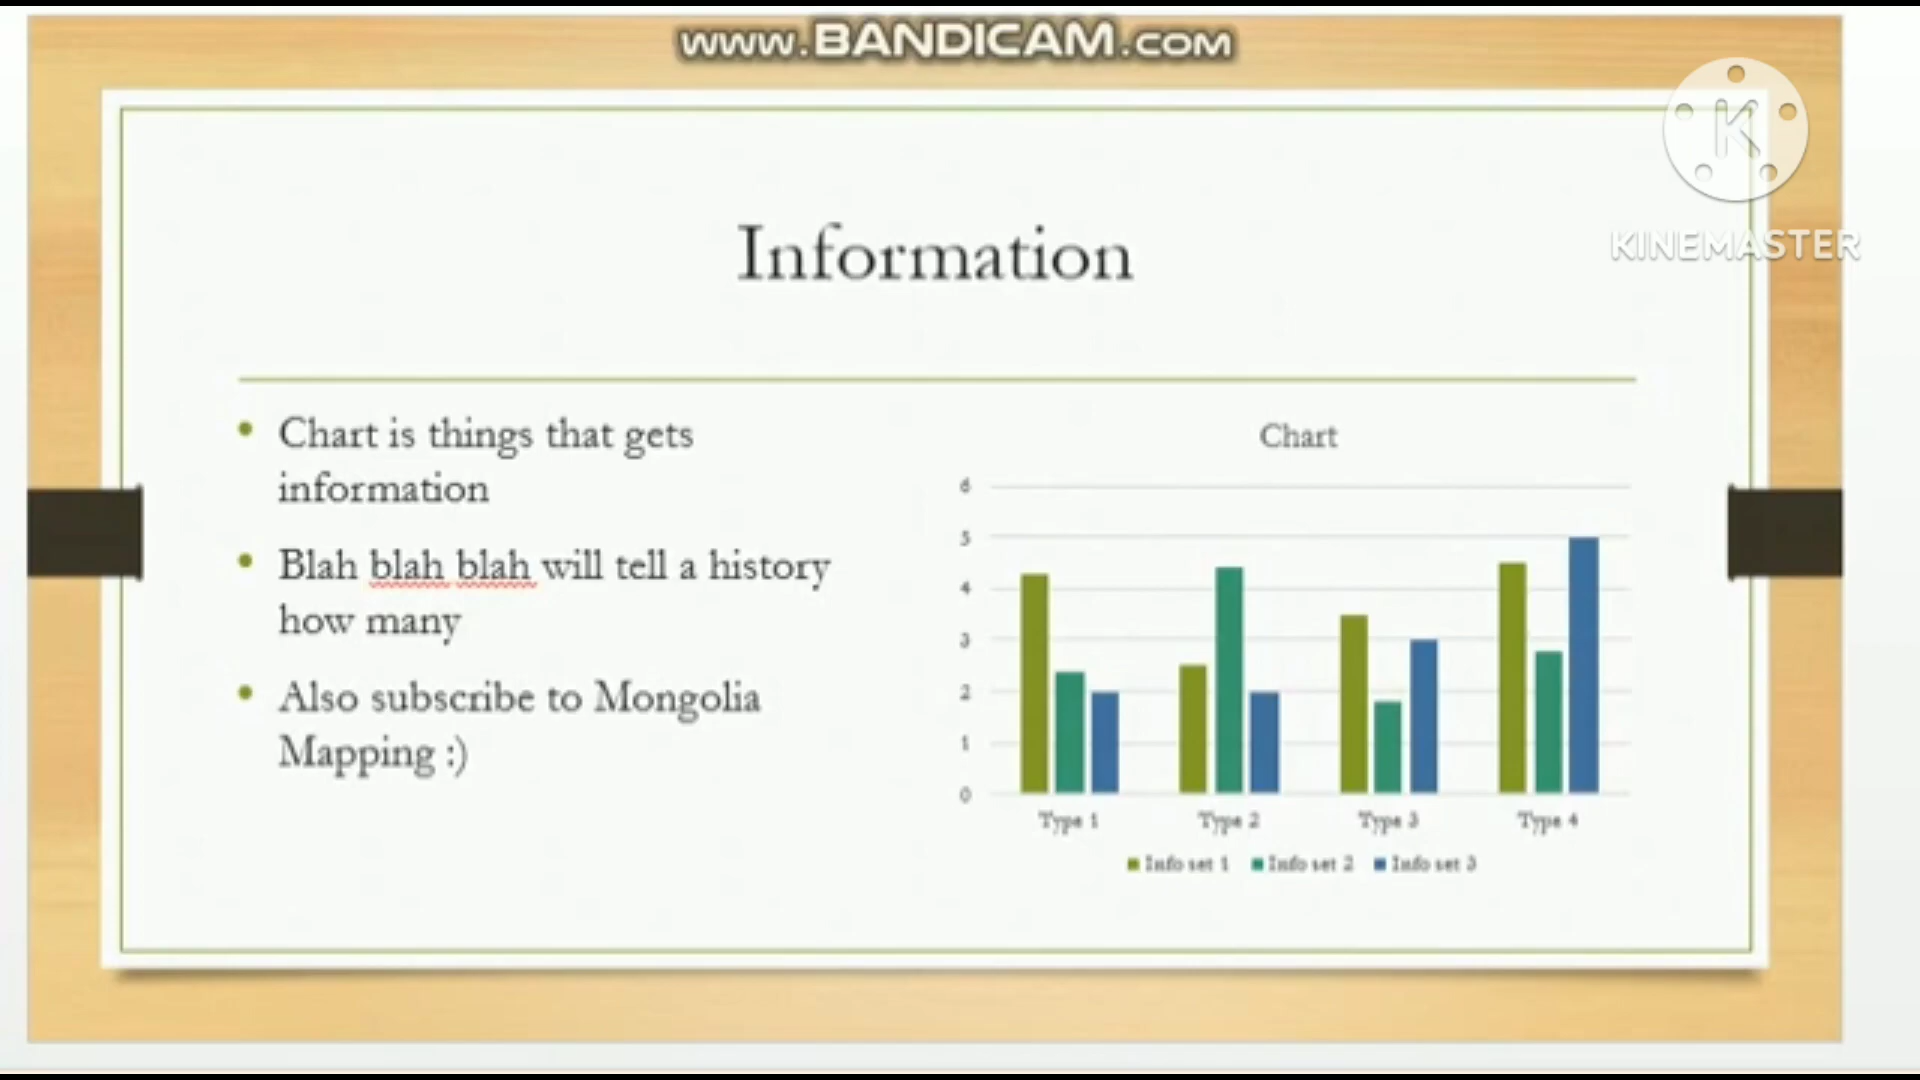 www.BANDICAM.com
K
KINEMASTER
Information
Chart is things that gets
information
Blah blah blah will tell a history
how many
Also subscribe to Mongolia
Mapping :)
Chart
6
5
4
3
2
1
0
Type 1 Type 2 Type 3 Type 4
Info set 1 Info set 2 Info set 3